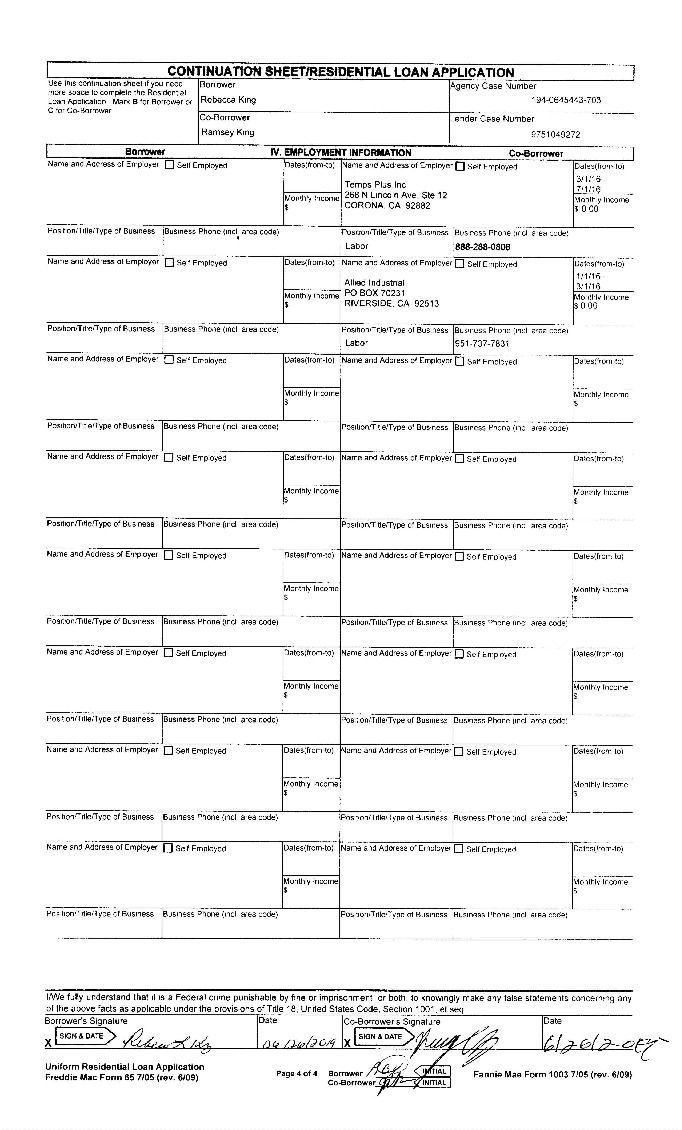 CONTINUATION SHEET/RESIDENTIAL LOAN APPLICATION
Use this continuation sheet if you need
more space to complete the Residential
Loan Application - Mark B for Borrower or
C for Co-Borrower
Borrower
Rebecca King
Agency Case Number
194-0645443-703
Co-Borrower
Ramsey King
Lender Case Number
9751049272
Borrower IV. EMPLOYMENT INFORMATION Co-Borrower
Name and Address of Employer Self Employed Dates(from-to) Name and Address of Employer Self Employed Dates(from-to)
3/1/16
7/1/16
Temps Plus Inc
268 N Lincoln Ave, Ste 12
CORONA, CA 92882
Monthly Income
$
Monthly Income
$ 0.00
Position/Title/Type of Business Business Phone (incl. area code) Position/Title/Type of Business Business Phone (incl. area code)
Labor 888-288-0808
Name and Address of Employer Self Employed Dates(from-to) Name and Address of Employer Self Employed Dates(from-to)
1/1/16
3/1/16
Allied Industrial
PO BOX 70231
RIVERSIDE, CA 92513
Monthly Income
$
Monthly Income
$ 0.00
Position/Title/Type of Business Business Phone (incl. area code) Position/Title/Type of Business Business Phone (incl. area code)
Labor 951-737-7831
Name and Address of Employer Self Employed Dates(from-to) Name and Address of Employer Self Employed Dates(from-to)
Monthly Income Monthly Income
$ $
Position/Title/Type of Business Business Phone (incl. area code) Position/Title/Type of Business Business Phone (incl. area code)
Name and Address of Employer Self Employed Dates(from-to) Name and Address of Employer Self Employed Dates(from-to)
Monthly Income Monthly Income
$ $
Position/Title/Type of Business Business Phone (incl. area code) Position/Title/Type of Business Business Phone (incl. area code)
Name and Address of Employer Self Employed Dates(from-to) Name and Address of Employer Self Employed Dates(from-to)
Monthly Income Monthly Income
$ $
Position/Title/Type of Business Business Phone (incl. area code) Position/Title/Type of Business Business Phone (incl. area code)
Name and Address of Employer Self Employed Dates(from-to) Name and Address of Employer Self Employed Dates(from-to)
Monthly Income Monthly Income
$ $
Position/Title/Type of Business Business Phone (incl. area code) Position/Title/Type of Business Business Phone (incl. area code)
Name and Address of Employer Self Employed Dates(from-to) Name and Address of Employer Self Employed Dates(from-to)
Monthly Income Monthly Income
$ $
Position/Title/Type of Business Business Phone (incl. area code) Position/Title/Type of Business Business Phone (incl. area code)
Name and Address of Employer Self Employed Dates(from-to) Name and Address of Employer Self Employed Dates(from-to)
Monthly Income Monthly Income
$ $
Position/Title/Type of Business Business Phone (incl. area code) Position/Title/Type of Business Business Phone (incl. area code)
I/We fully understand that it is a Federal crime punishable by fine or imprisonment, or both, to knowingly make any false statements concerning any
of the above facts as applicable under the provisions of Title 18, United States Code, Section 1001, et seq.
Borrower's Signature Date Co-Borrower's Signature Date
X SIGN & DATE 06/26/2019 X SIGN & DATE
Uniform Residential Loan Application
Freddie Mac Form 65 7/05 (rev. 6/09)
Page 4 of 4
Borrower INITIAL
Co-Borrower INITIAL
Fannie Mae Form 1003 7/05 (rev. 6/09)